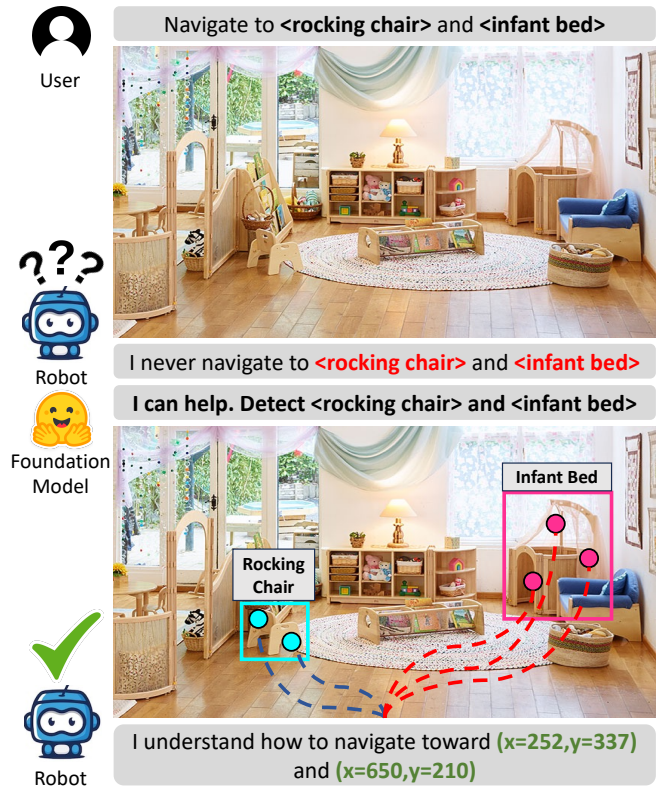 Navigate to <rocking chair> and <infant bed>
User
???
Robot
I never navigate to <rocking chair> and <infant bed>
I can help. Detect <rocking chair> and <infant bed>
Foundation
Model
Infant Bed
Rocking
Chair
Robot
I understand how to navigate toward (x=252,y=337)
and (x=650,y=210)